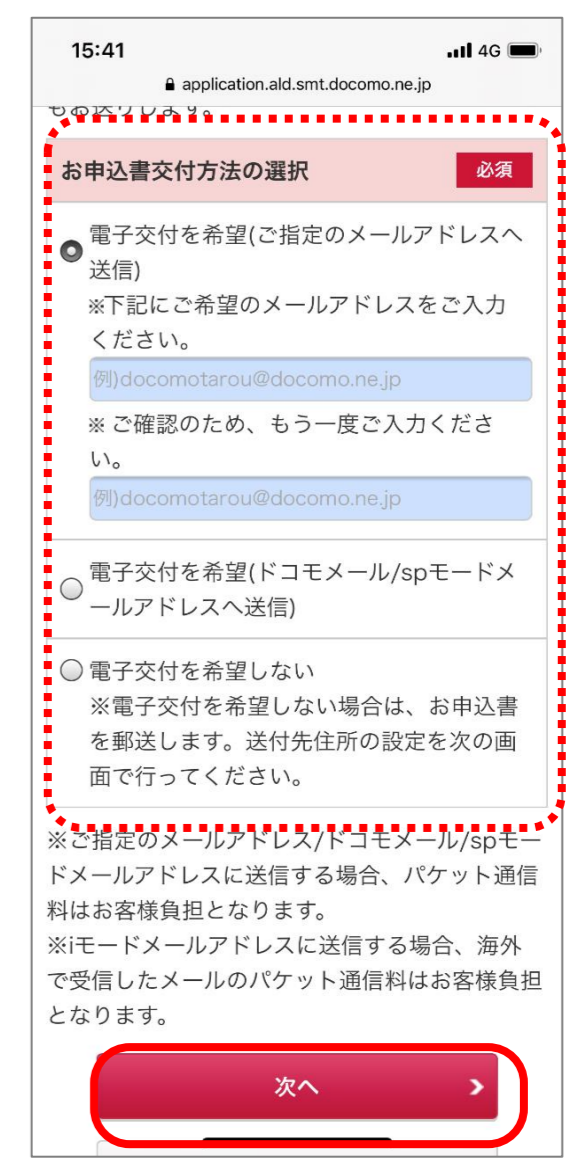 15:41
4G
application.ald.smt.docomo.ne.jp
もお送りします。
お申込書交付方法の選択
必須
電子交付を希望(ご指定のメールアドレスへ
送信)
※下記にご希望のメールアドレスをご入力
ください。
例)docomotarou@docomo.ne.jp
※ご確認のため、もう一度ご入力くださ
い。
例)docomotarou@docomo.ne.jp
電子交付を希望(ドコモメール/spモードメ
ールアドレスへ送信)
電子交付を希望しない
※電子交付を希望しない場合は、お申込書
を郵送します。送付先住所の設定を次の画
面で行ってください。
※ご指定のメールアドレス/ドコモメール/spモー
ドメールアドレスに送信する場合、パケット通信
料はお客様負担となります。
※iモードメールアドレスに送信する場合、海外
で受信したメールのパケット通信料はお客様負担
となります。
次へ